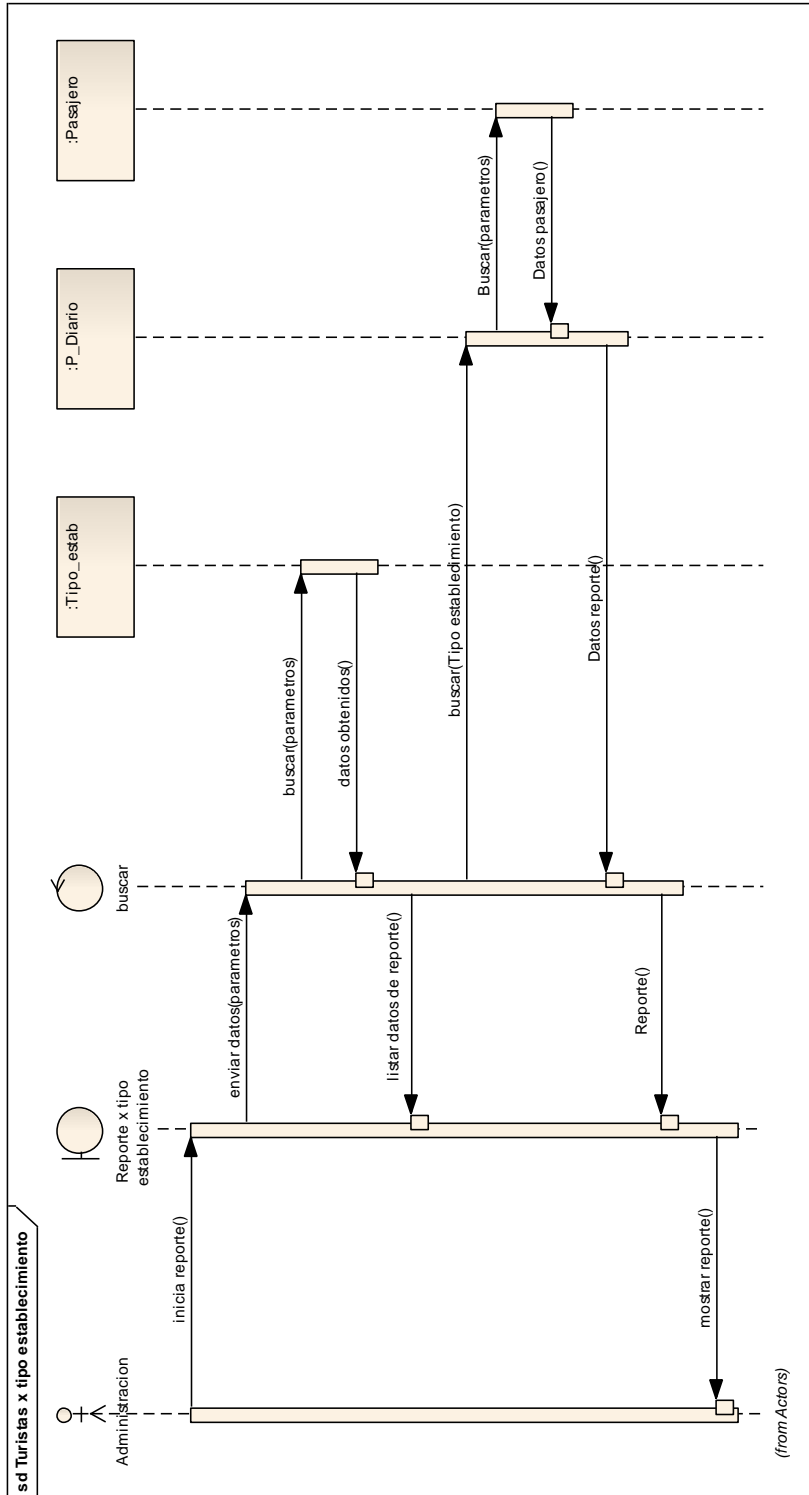 sd Turistas x tipo establecimiento
Administracion
Reporte x tipo
establecimiento
buscar
:Tipo_estab
:P_Diario
:Pasajero
inicia reporte()
enviar datos(parametros)
buscar(parametros)
datos obtenidos()
listar datos de reporte()
buscar(Tipo establecimiento)
Buscar(parametros)
Datos pasajero()
Datos reporte()
Reporte()
mostrar reporte()
(from Actors)